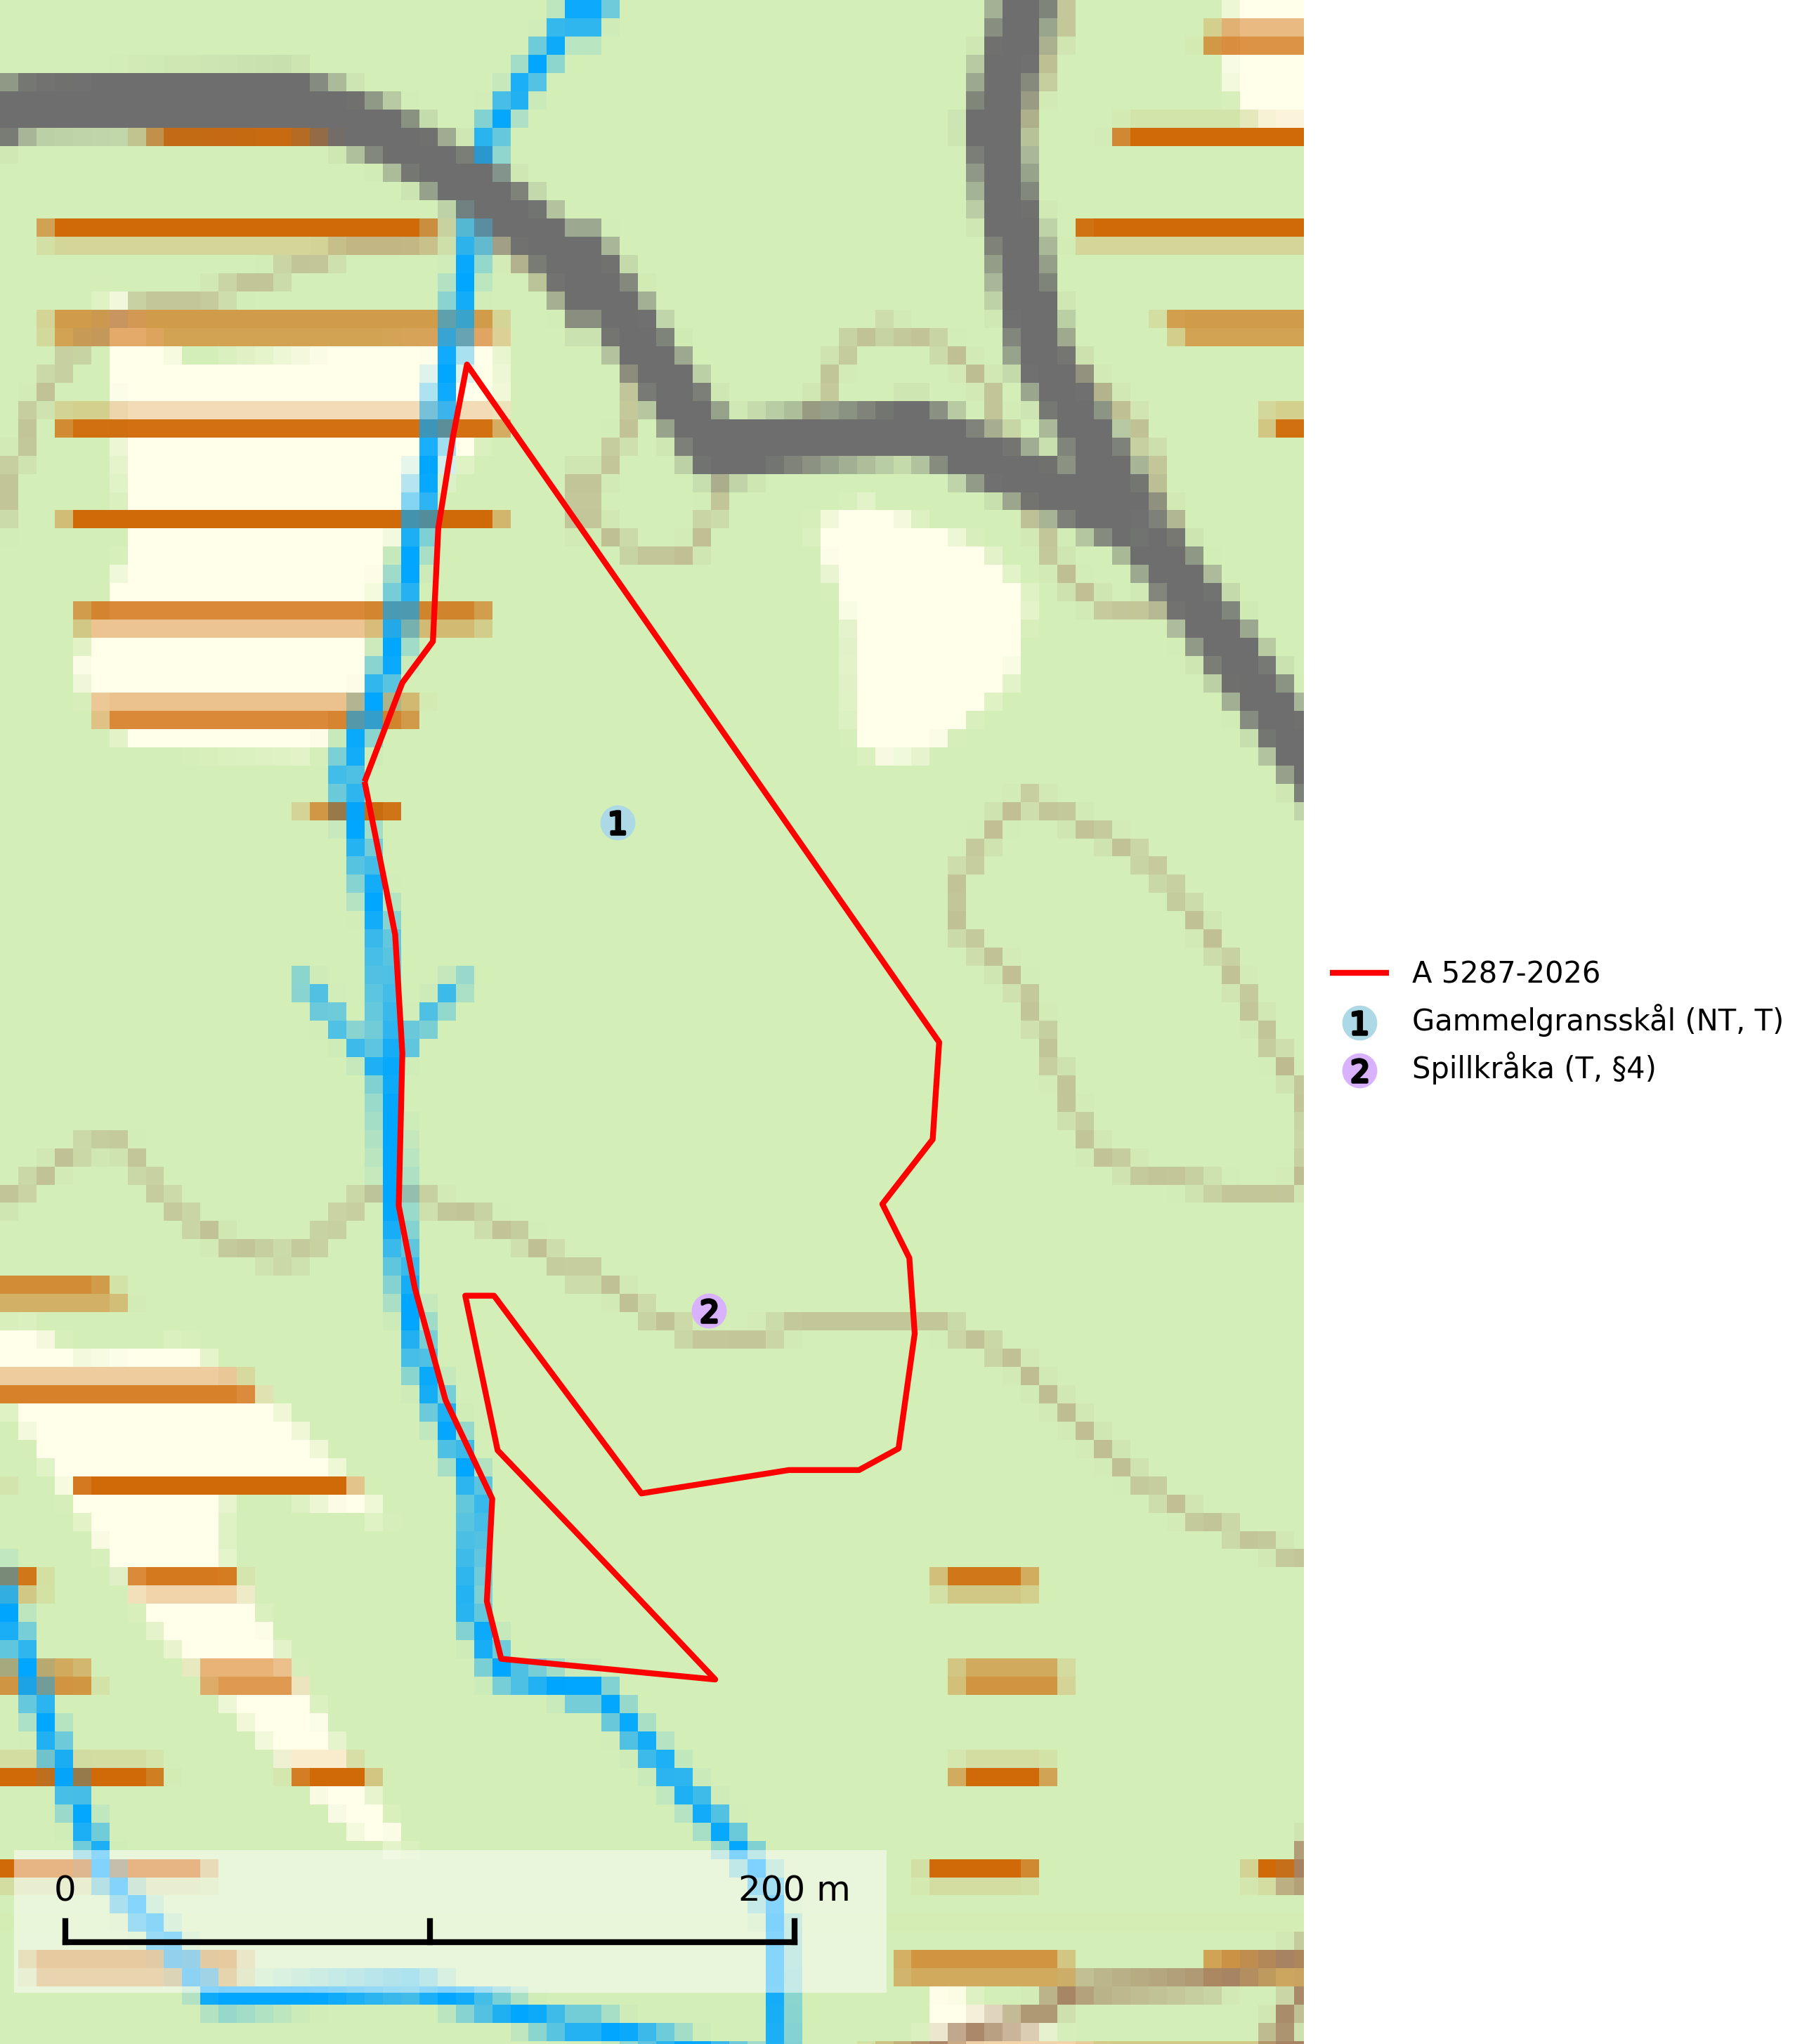 1
2
A 5287-2026
1 Gammelgransskål (NT, T)
2 Spillkråka (T, §4)
0 200 m